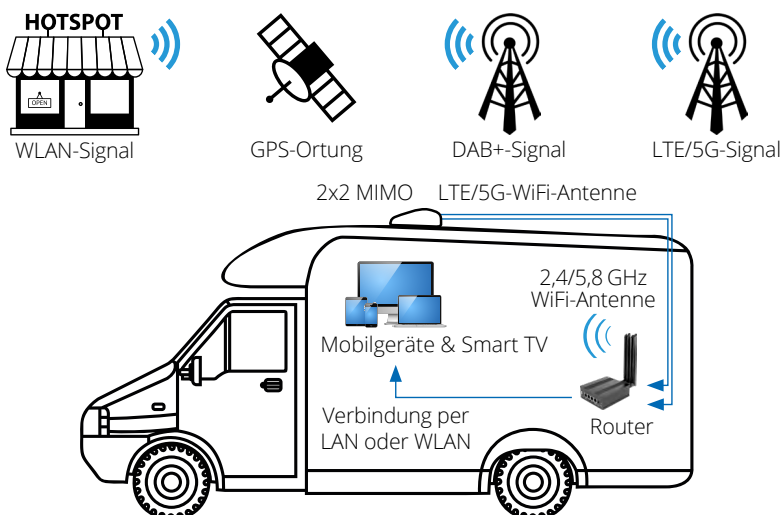 HOTSPOT
OPEN
WLAN-Signal
GPS-Ortung
DAB+-Signal
LTE/5G-Signal
2x2 MIMO LTE/5G-WiFi-Antenne
2,4/5,8 GHz
WiFi-Antenne
Mobilgeräte & Smart TV
Verbindung per
LAN oder WLAN
Router